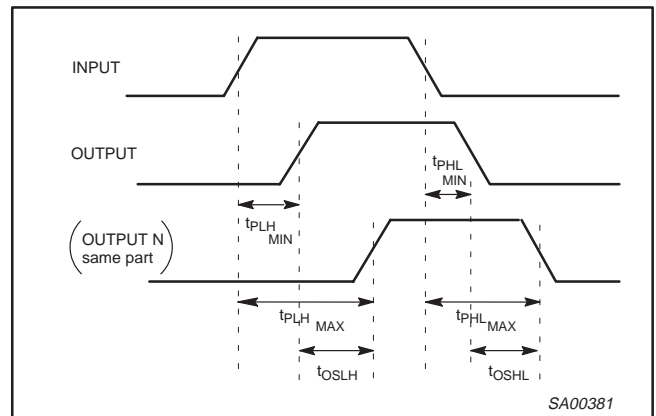 INPUT
OUTPUT
tPHL
MIN
tPLH
MIN
OUTPUT N
same part
tPLH
MAX
tPHL
MAX
tOSLH
tOSHL
SA00381